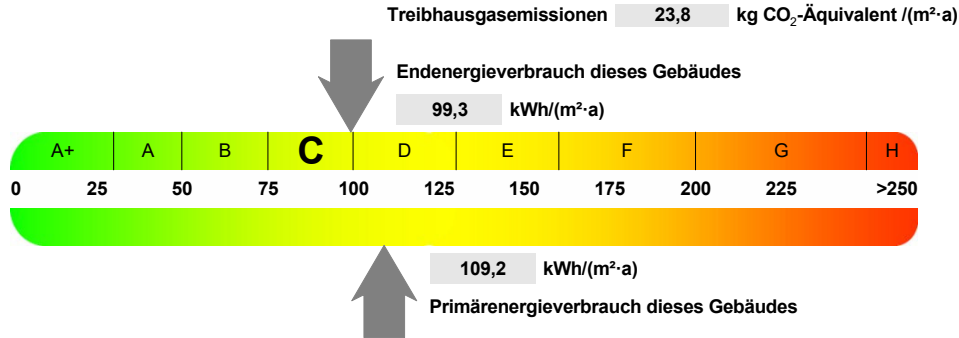 Treibhausgasemissionen 23,8 kg CO₂-Äquivalent /(m²·a)
Endenergieverbrauch dieses Gebäudes
99,3 kWh/(m²·a)
A+ A B C D E F G H
0 25 50 75 100 125 150 175 200 225 >250
109,2 kWh/(m²·a)
Primärenergieverbrauch dieses Gebäudes